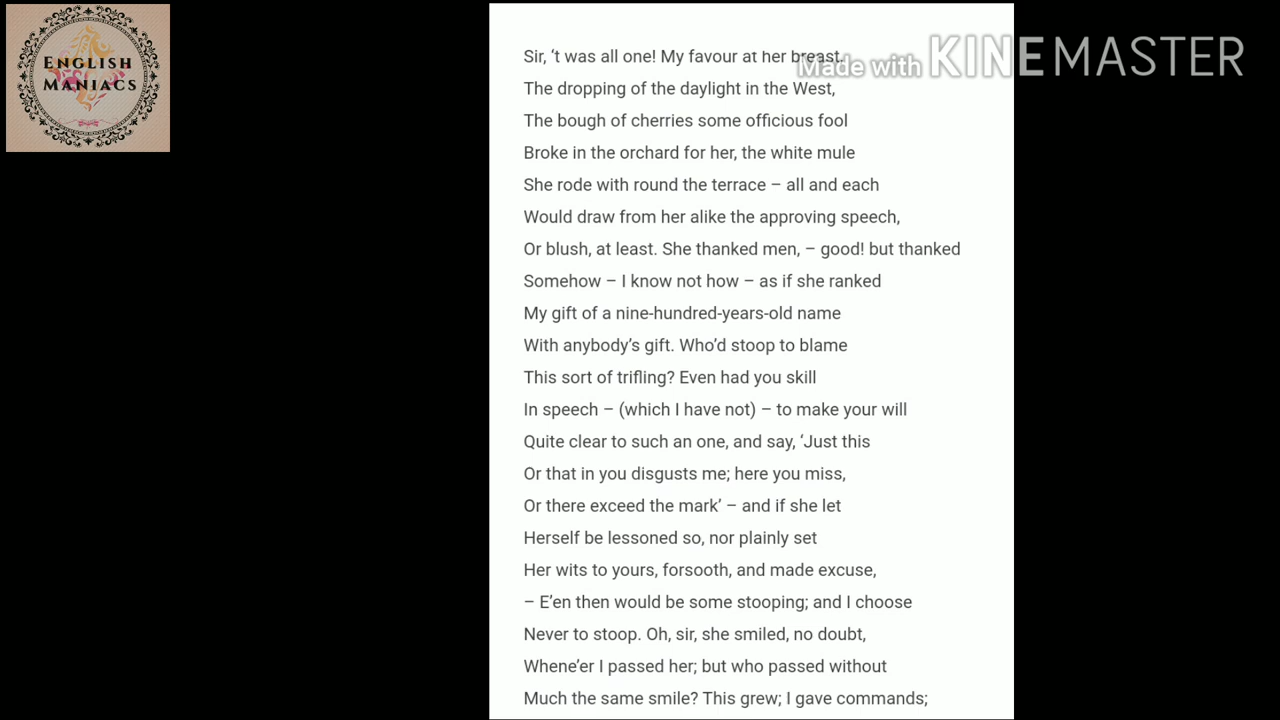 ENGLISH
MANIACS
Made with KINEMASTER
Sir, ‘t was all one! My favour at her breast,
The dropping of the daylight in the West,
The bough of cherries some officious fool
Broke in the orchard for her, the white mule
She rode with round the terrace – all and each
Would draw from her alike the approving speech,
Or blush, at least. She thanked men, – good! but thanked
Somehow – I know not how – as if she ranked
My gift of a nine-hundred-years-old name
With anybody’s gift. Who’d stoop to blame
This sort of trifling? Even had you skill
In speech – (which I have not) – to make your will
Quite clear to such an one, and say, ‘Just this
Or that in you disgusts me; here you miss,
Or there exceed the mark’ – and if she let
Herself be lessoned so, nor plainly set
Her wits to yours, forsooth, and made excuse,
– E’en then would be some stooping; and I choose
Never to stoop. Oh, sir, she smiled, no doubt,
Whene’er I passed her; but who passed without
Much the same smile? This grew; I gave commands;